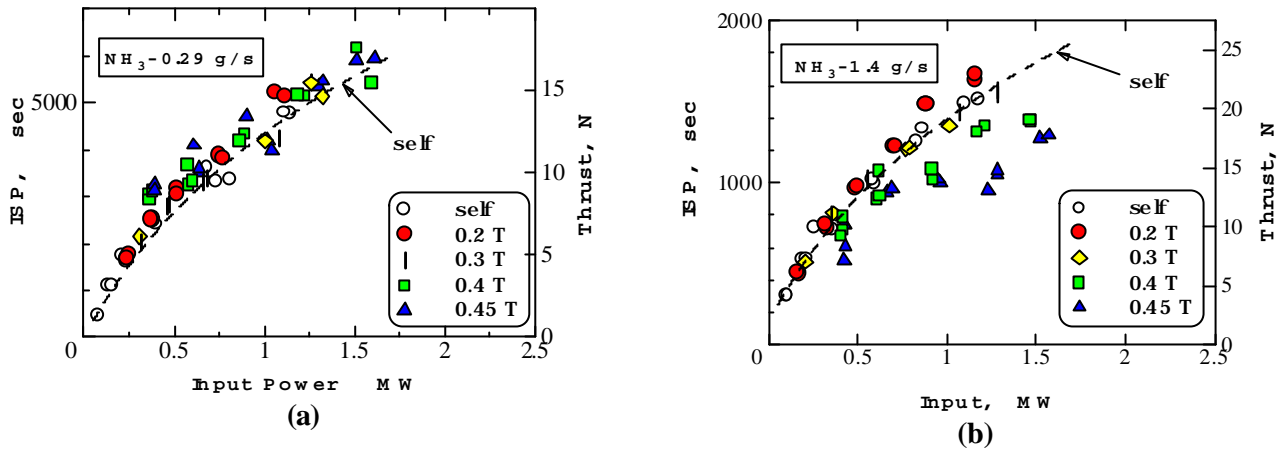 NH3-0.29 g/s
ISP, sec
5000
0
0.5
1
1.5
2
2.5
15
10
5
0
Thrust, N
self
self
0.2 T
0.3 T
0.4 T
0.45 T
Input Power MW
(a)
NH3-1.4 g/s
ISP, sec
2000
1000
0
0
0.5
1
1.5
2
2.5
25
20
15
10
5
0
Thrust, N
self
self
0.2 T
0.3 T
0.4 T
0.45 T
Input, MW
(b)